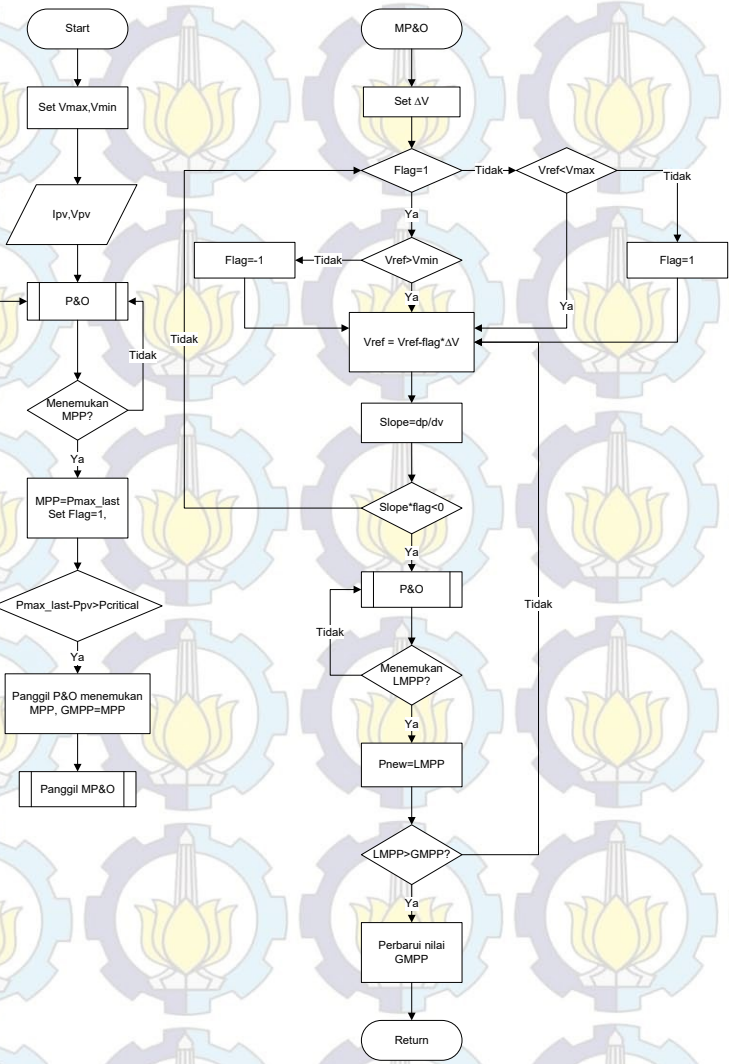 Start
Set Vmax,Vmin
Ipv,Vpv
P&O
Tidak
Menemukan
MPP?
Ya
MPP=Pmax_last
Set Flag=1,
Pmax_last-Ppv>Pcritical
Ya
Panggil P&O menemukan
MPP, GMPP=MPP
Panggil MP&O
MP&O
Set ΔV
Flag=1
Tidak
Vref<Vmax
Tidak
Ya
Flag=-1
Tidak
Vref>Vmin
Flag=1
Ya
Ya
Vref = Vref-flag*ΔV
Tidak
Slope=dp/dv
Slope*flag<0
Ya
P&O
Tidak
Tidak
Menemukan
LMPP?
Ya
Pnew=LMPP
LMPP>GMPP?
Ya
Perbarui nilai
GMPP
Return